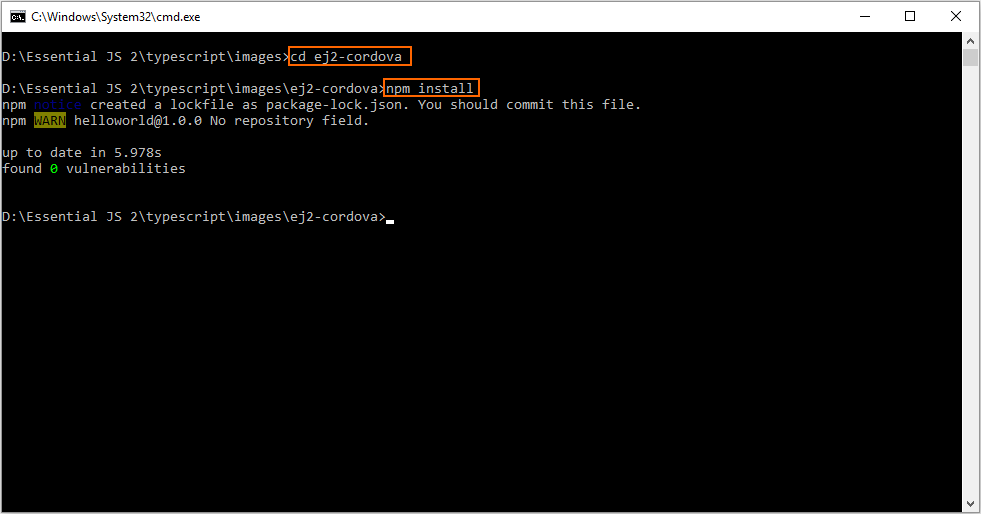 C:\Windows\System32\cmd.exe
D:\Essential JS 2\typescript\images>cd ej2-cordova
D:\Essential JS 2\typescript\images\ej2-cordova>npm install
npm notice created a lockfile as package-lock.json. You should commit this file.
npm WARN helloworld@1.0.0 No repository field.
up to date in 5.978s
found 0 vulnerabilities
D:\Essential JS 2\typescript\images\ej2-cordova>